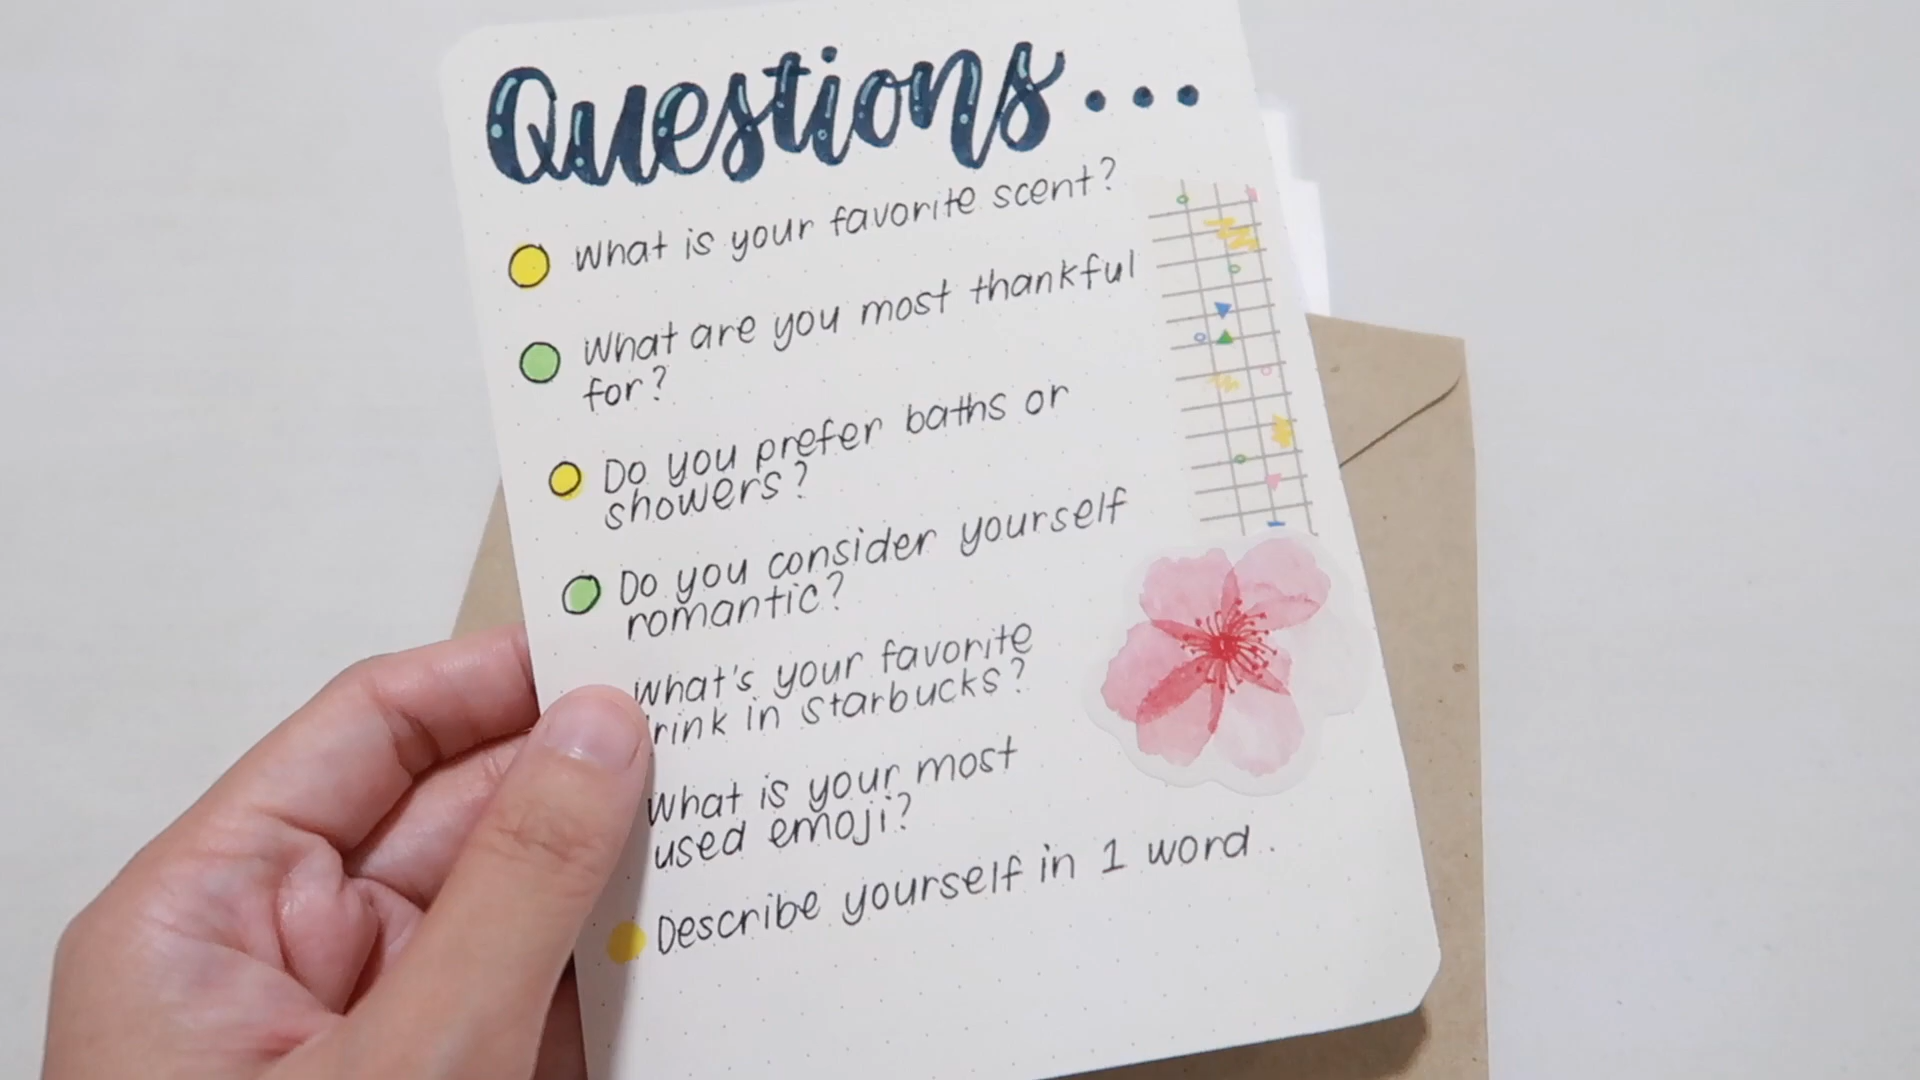 Questions...
What is your favorite scent?
What are you most thankful
for?
Do you prefer baths or
showers?
Do you consider yourself
romantic?
What's your favorite
rink in starbucks?
What is your most
used emoji?
Describe yourself in 1 word.